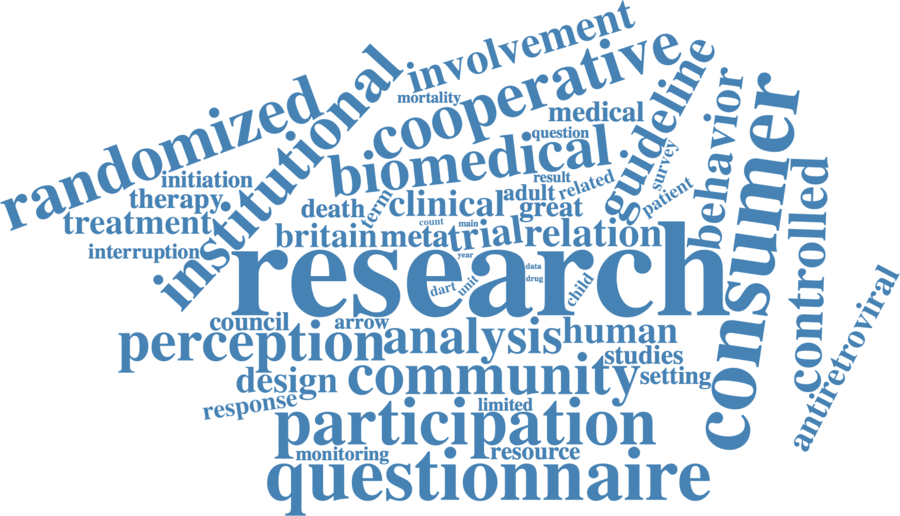 involvement
cooperative
randomized
institutional
mortality
guideline
medical
behavior
consumer
question
biomedical
survey
initiation
result
therapy
term
clinical
adult
related
patient
controlled
death
great
treatment
count
main
britain
meta
trial
relation
interruption
research
year
data
drug
dart
unit
child
antiretroviral
council
arrow
perception
analysis
human
studies
design
community
setting
response
limited
participation
monitoring
resource
questionnaire